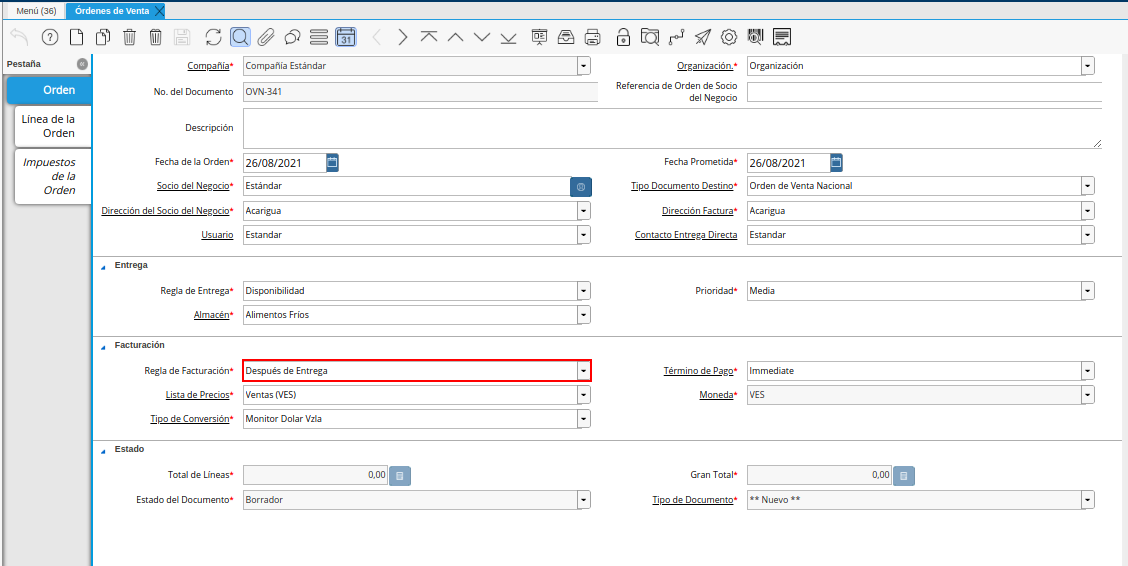 Menú (36) Órdenes de Venta
31
Pestaña
Orden
Línea de la
Orden
Impuestos
de la
Orden
Compañía* Compañía Estándar Organización.* Organización
No. del Documento OVN-341 Referencia de Orden de Socio
del Negocio
Descripción
Fecha de la Orden* 26/08/2021 Fecha Prometida* 26/08/2021
Socio del Negocio* Estándar Tipo Documento Destino* Orden de Venta Nacional
Dirección del Socio del Negocio* Acarigua Dirección Factura* Acarigua
Usuario Estandar Contacto Entrega Directa Estandar
Entrega
Regla de Entrega* Disponibilidad Prioridad* Media
Almacén* Alimentos Fríos
Facturación
Regla de Facturación* Después de Entrega Término de Pago* Immediate
Lista de Precios* Ventas (VES) Moneda* VES
Tipo de Conversión* Monitor Dolar Vzla
Estado
Total de Líneas* 0,00 Gran Total* 0,00
Estado del Documento* Borrador Tipo de Documento* ** Nuevo **